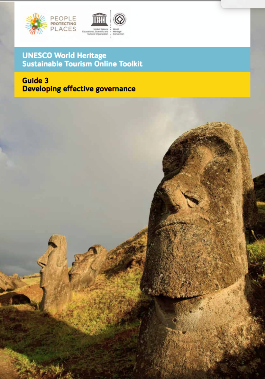 PEOPLE
PROTECTING
PLACES
UNESCO World Heritage
Sustainable Tourism Online Toolkit
Guide 3
Developing effective governance